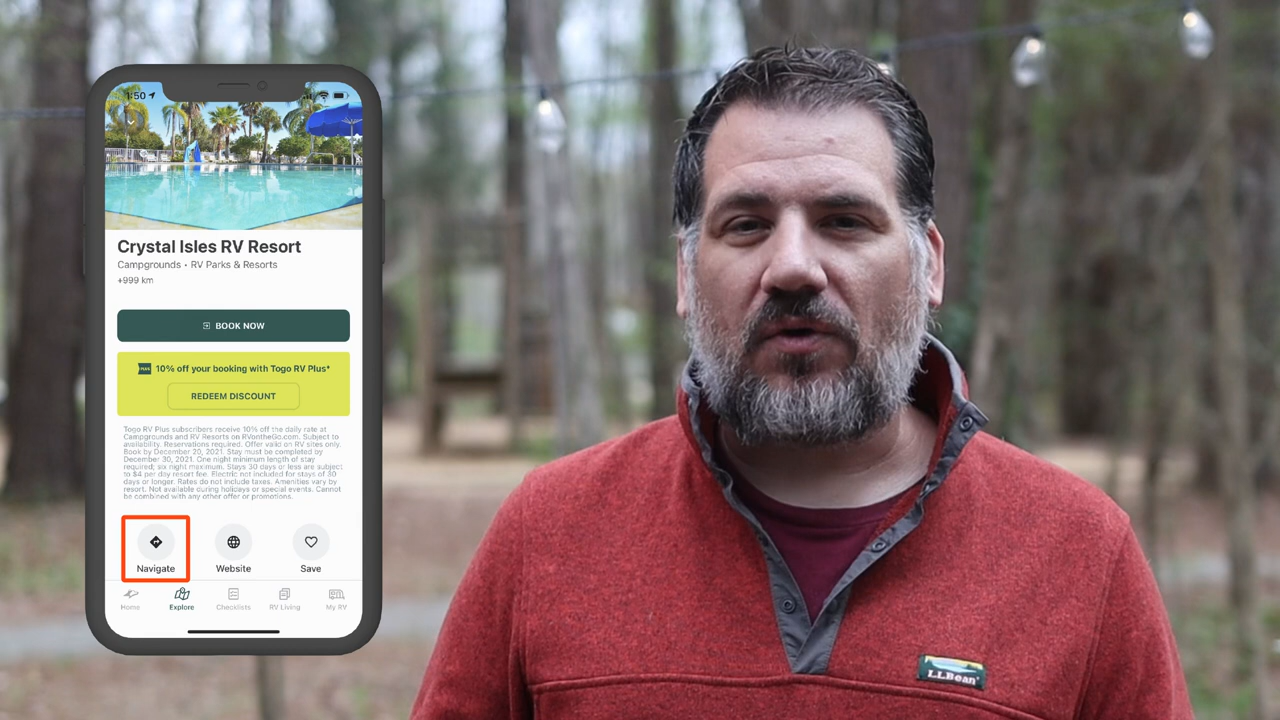 1:50
Crystal Isles RV Resort
Campgrounds • RV Parks & Resorts
+999 km
BOOK NOW
10% off your booking with Togo RV Plus*
REDEEM DISCOUNT
Togo RV Plus subscribers receive 10% off the daily rate at
Campgrounds and RV Resorts on RVontheGo.com. Subject to
availability. Reservations required. Offer valid on RV sites only.
Book by December 20, 2021. Stay must be completed by
December 30, 2021. One night minimum length of stay
required; six night maximum. Stays 30 days or less are subject
to $4 per day resort fee. Electric not included for stays of 30
days or longer. Rates do not include taxes. Amenities vary by
resort. Not available during holidays or special events. Cannot
be combined with any other offer or promotions.
Navigate
Website
Save
Home
Explore
Checklists
RV Living
My RV
L.L.Bean